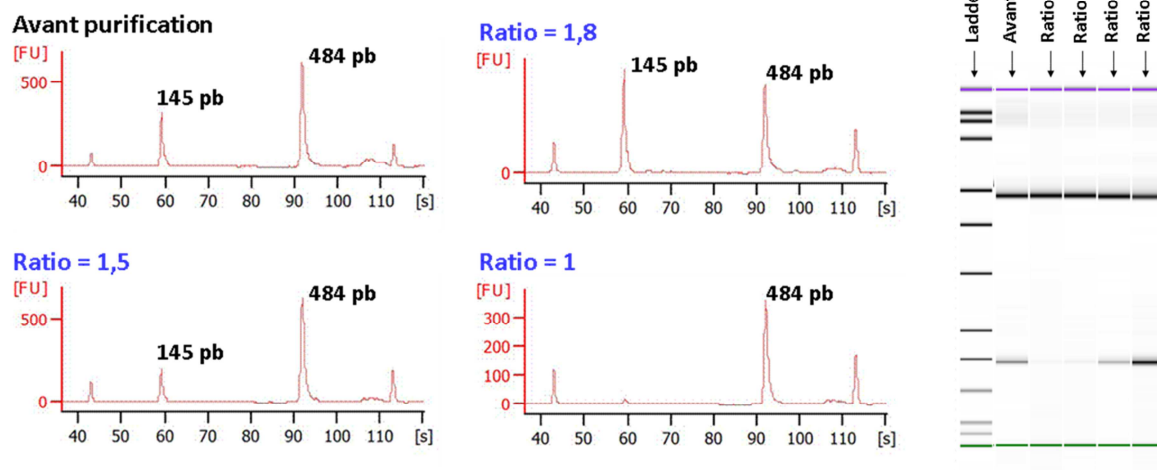 Avant purification
[FU]
484 pb
500
145 pb
0
40 50 60 70 80 90 100 110 [s]
Ratio = 1,8
[FU]
145 pb
484 pb
0
40 50 60 70 80 90 100 110 [s]
Ratio = 1,5
[FU]
484 pb
500
145 pb
0
40 50 60 70 80 90 100 110 [s]
Ratio = 1
[FU]
484 pb
300
200
100
0
40 50 60 70 80 90 100 110 [s]
Avant
Ratio
Ratio
Ratio
Ratio